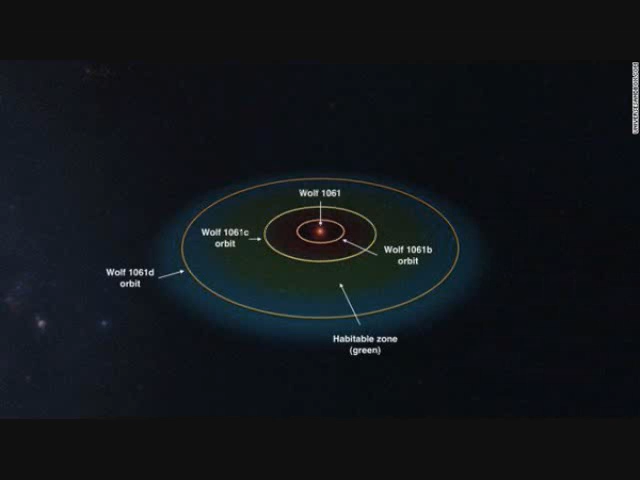 Wolf 1061
Wolf 1061c
orbit
Wolf 1061b
orbit
Wolf 1061d
orbit
Habitable zone
(green)